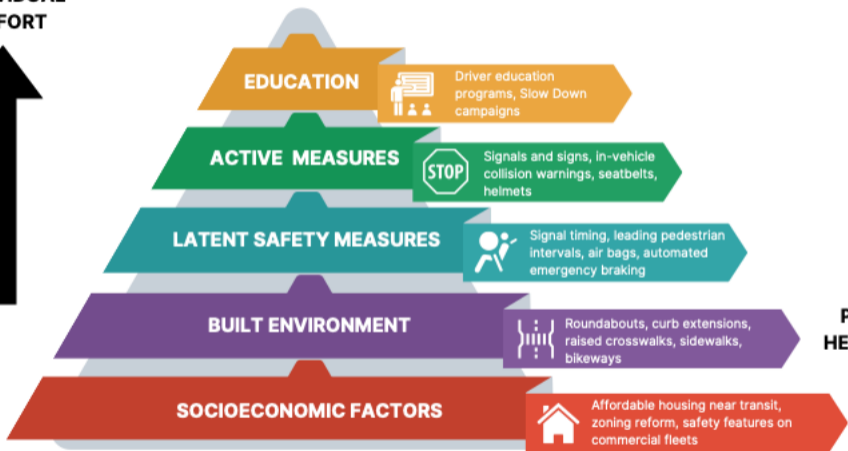 FORT
EDUCATION
Driver education
programs, Slow Down
campaigns
ACTIVE MEASURES
STOP
Signals and signs, in-vehicle
collision warnings, seatbelts,
helmets
LATENT SAFETY MEASURES
Signal timing, leading pedestrian
intervals, air bags, automated
emergency braking
BUILT ENVIRONMENT
Roundabouts, curb extensions,
raised crosswalks, sidewalks,
bikeways
P
HE
SOCIOECONOMIC FACTORS
Affordable housing near transit,
zoning reform, safety features on
commercial fleets